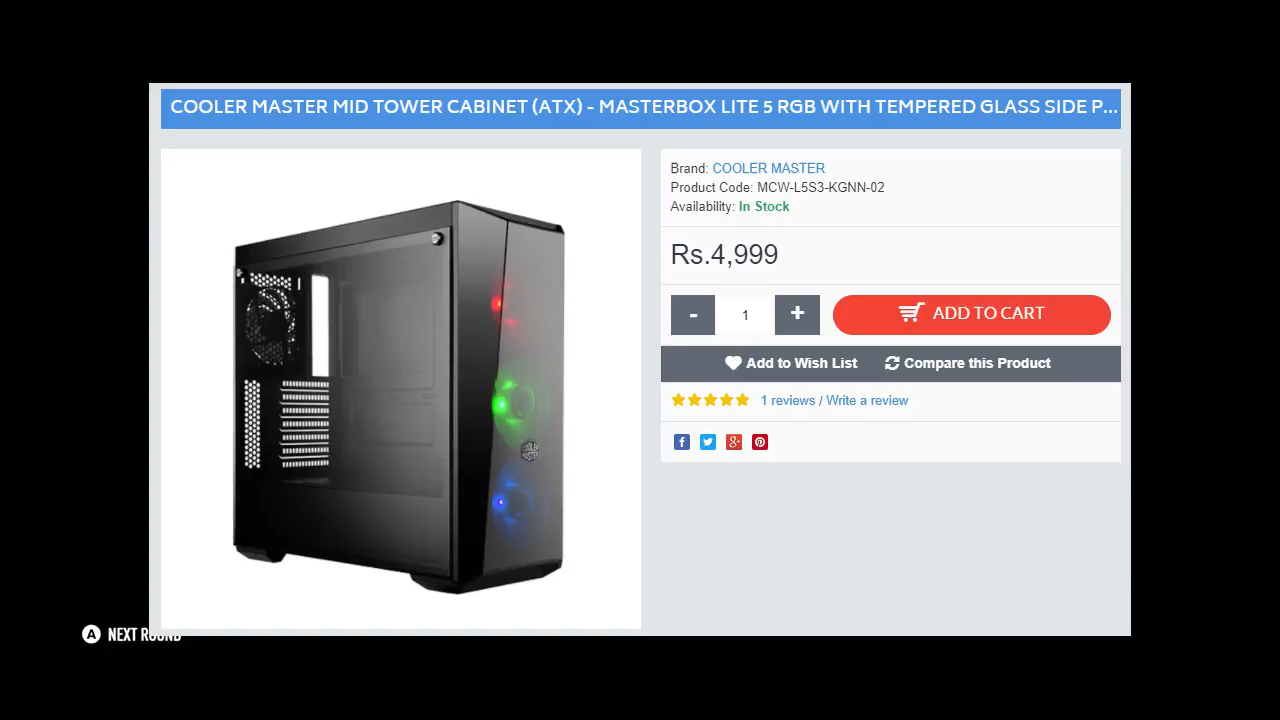 COOLER MASTER MID TOWER CABINET (ATX) - MASTERBOX LITE 5 RGB WITH TEMPERED GLASS SIDE P...
Brand: COOLER MASTER
Product Code: MCW-L5S3-KGNN-02
Availability: In Stock
Rs.4,999
- 1 + ADD TO CART
Add to Wish List Compare this Product
1 reviews / Write a review
COOLER MASTER
A NEXT ROUND